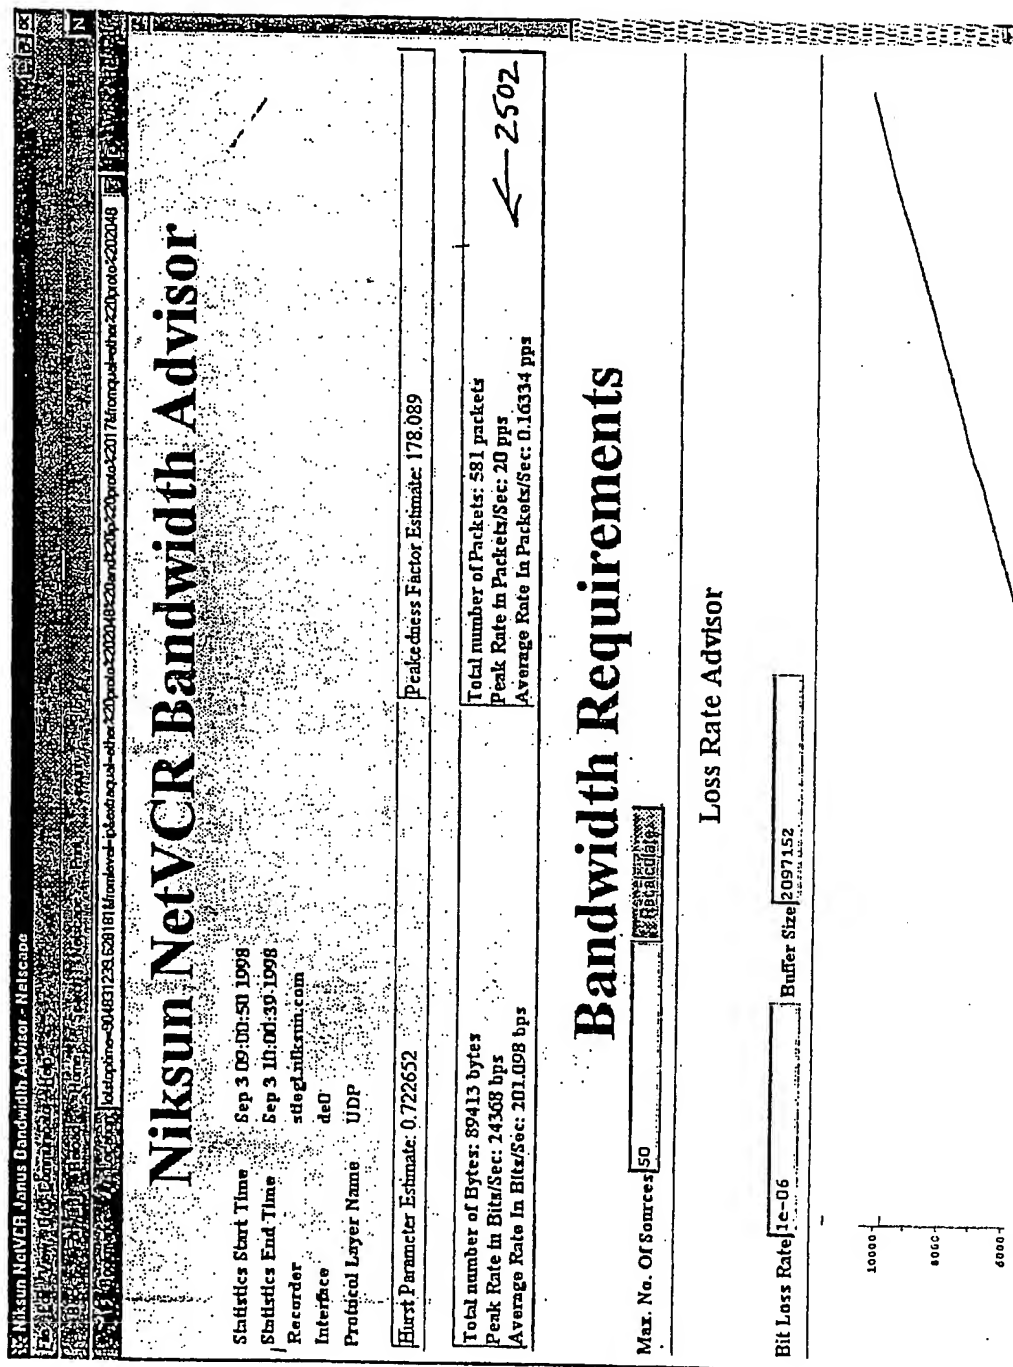 Niksun NetVCR Janus Bandwidth Advisor - Netscape
Niksun NetVCR Bandwidth Advisor
Statistics Start Time Sep 3 09:00:50 1998
Statistics End Time Sep 3 10:00:39 1998
Recorder stiegl.niksun.com
Interface de0
Protocol Layer Name UDP
Hurst Parameter Estimate: 0.722652
Peakedness Factor Estimate: 178.089
Total number of Bytes: 89413 bytes
Peak Rate in Bits/Sec: 24368 bps
Average Rate In Bits/Sec: 201.098 bps
Total number of Packets: 581 packets
Peak Rate in Packets/Sec: 20 pps
Average Rate In Packets/Sec: 0.16334 pps
← 2502
Bandwidth Requirements
Max. No. Of Sources 50 Recalculate
Loss Rate Advisor
Bit Loss Rate 1e-06 Buffer Size 2097152
10000
8000
6000